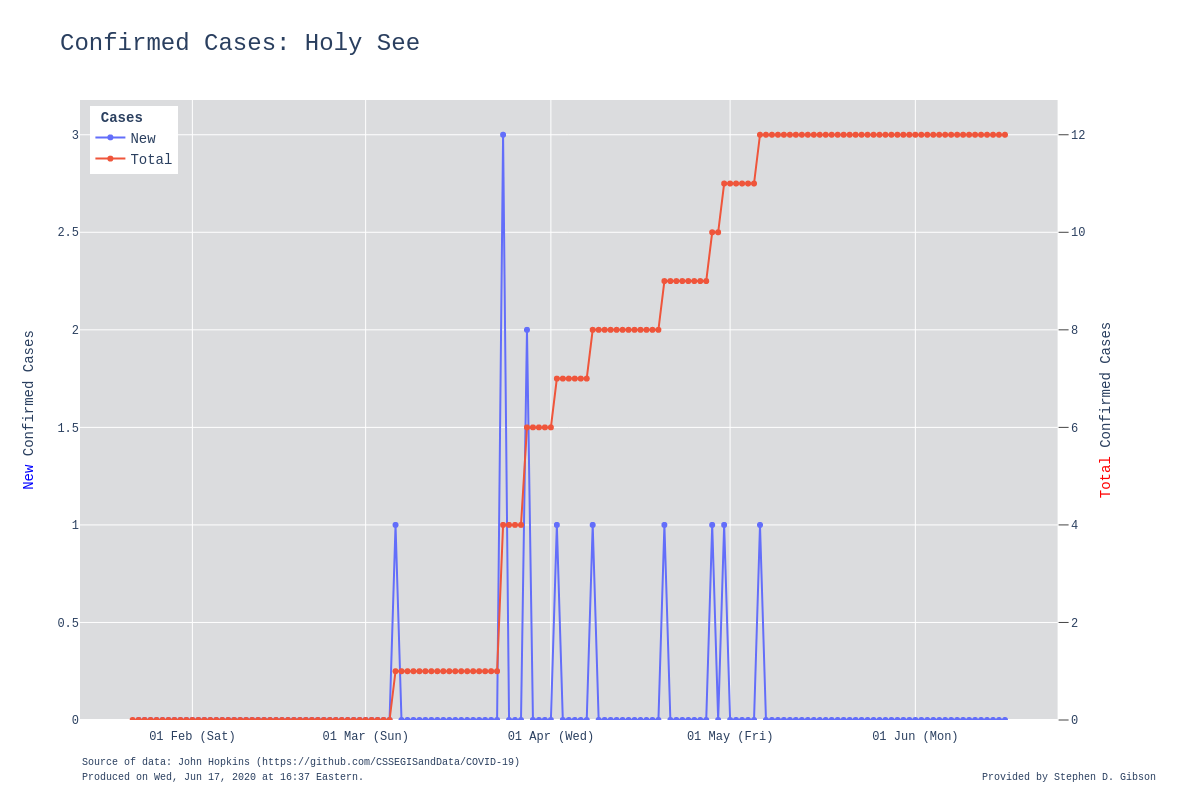 Confirmed Cases: Holy See
Cases
New
Total
3
2.5
2
1.5
1
0.5
0
12
10
8
6
4
2
0
New Confirmed Cases
Total Confirmed Cases
01 Feb (Sat)
01 Mar (Sun)
01 Apr (Wed)
01 May (Fri)
01 Jun (Mon)
Source of data: John Hopkins (https://github.com/CSSEGISandData/COVID-19)
Produced on Wed, Jun 17, 2020 at 16:37 Eastern.
Provided by Stephen D. Gibson